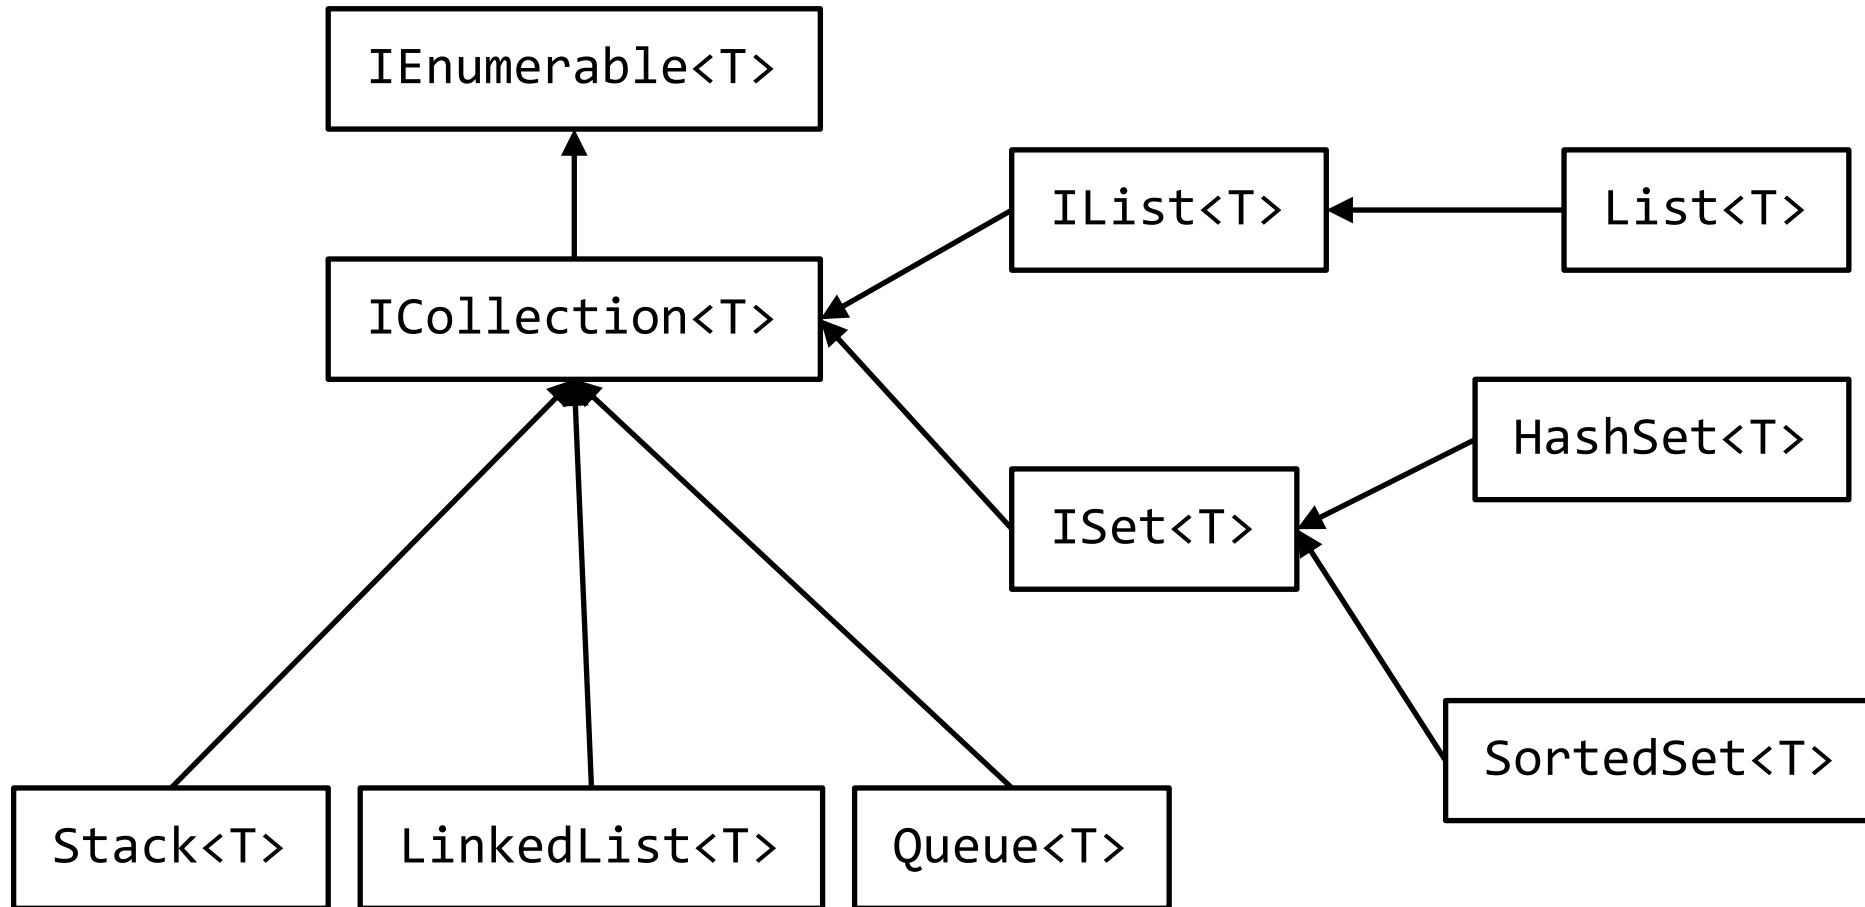 IEnumerable<T>
IList<T>
List<T>
ICollection<T>
HashSet<T>
ISet<T>
SortedSet<T>
Stack<T>
LinkedList<T>
Queue<T>